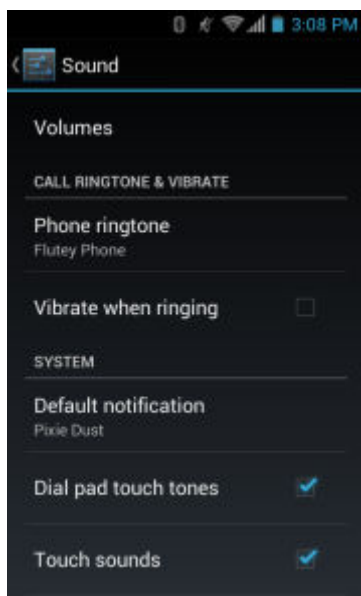 3:08 PM
Sound
Volumes
CALL RINGTONE & VIBRATE
Phone ringtone
Flutey Phone
Vibrate when ringing
SYSTEM
Default notification
Pixie Dust
Dial pad touch tones
Touch sounds